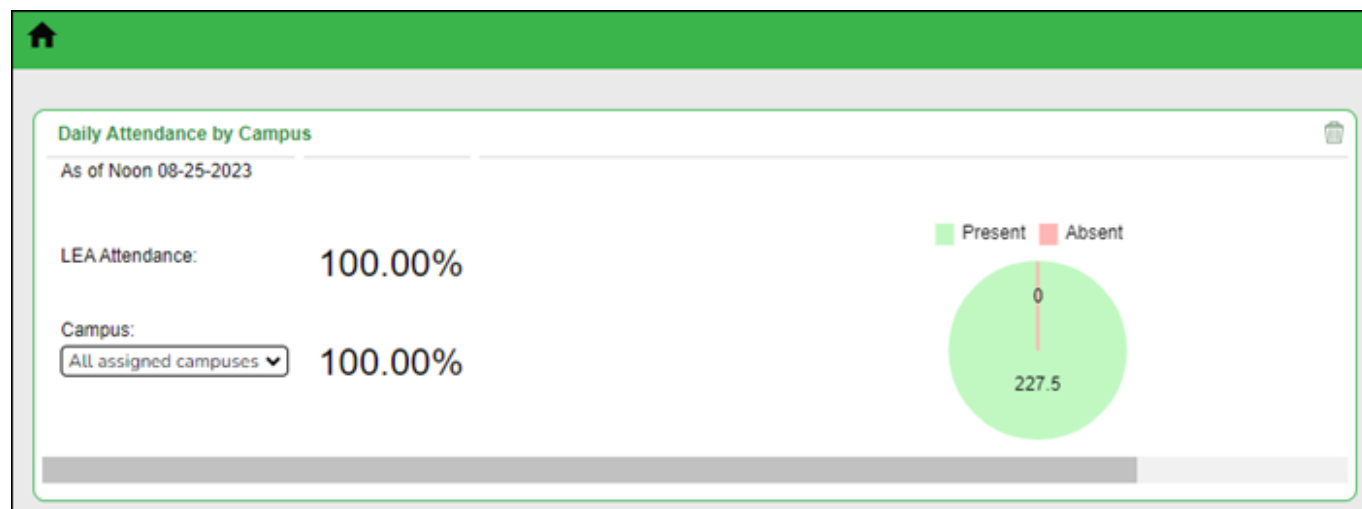 Daily Attendance by Campus
As of Noon 08-25-2023
Present Absent
LEA Attendance:
100.00%
0
Campus:
All assigned campuses
100.00%
227.5